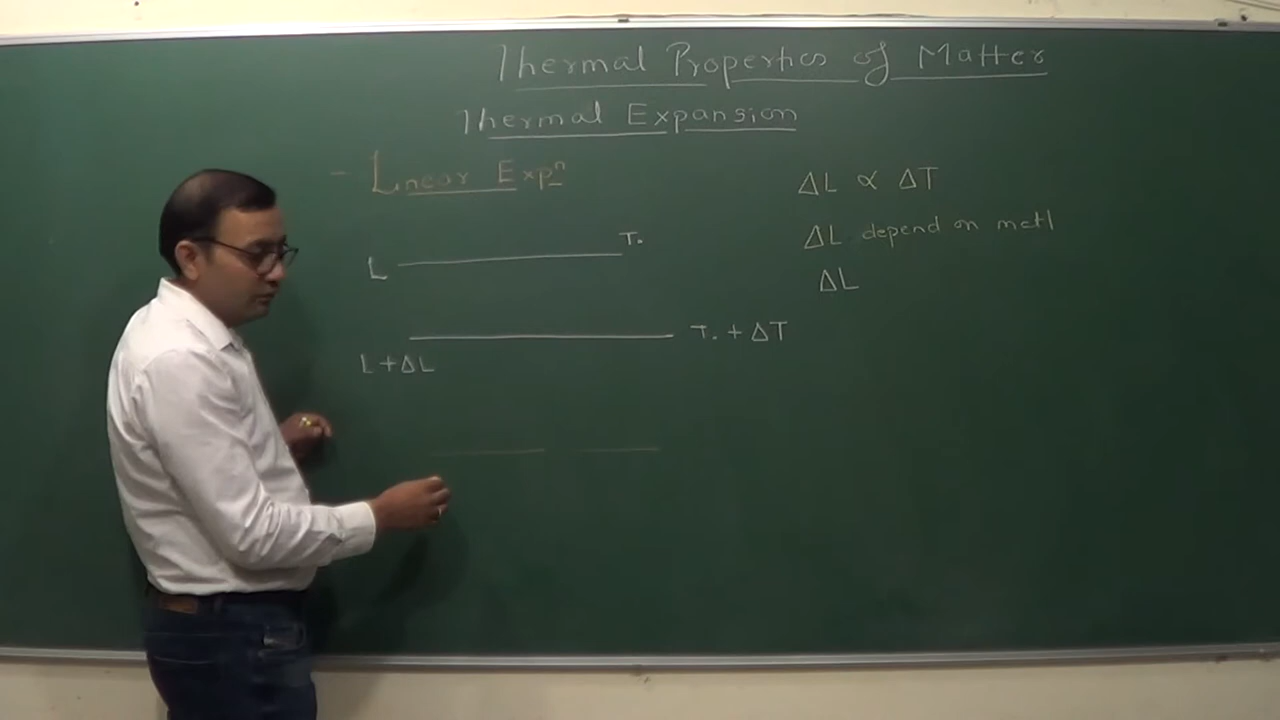 Thermal Properties of Matter
Thermal Expansion
- Linear Expn
ΔL ∝ ΔT
ΔL depend on metl
L T.
ΔL
T. + ΔT
L + ΔL